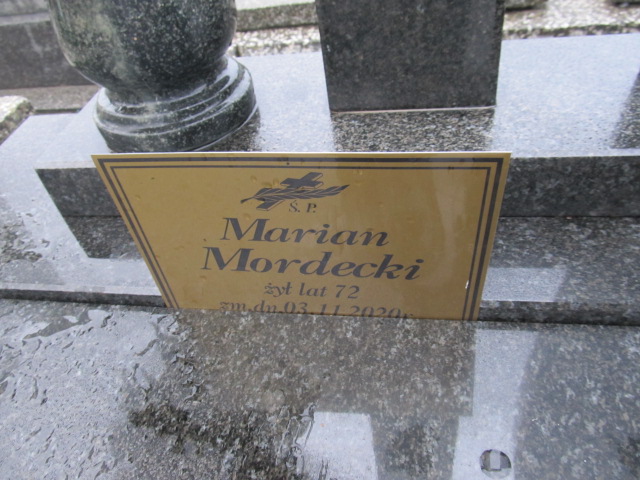 Ś. P.
Marian
Mordecki
żył lat 72
zm. dn. 03.11.2020r.